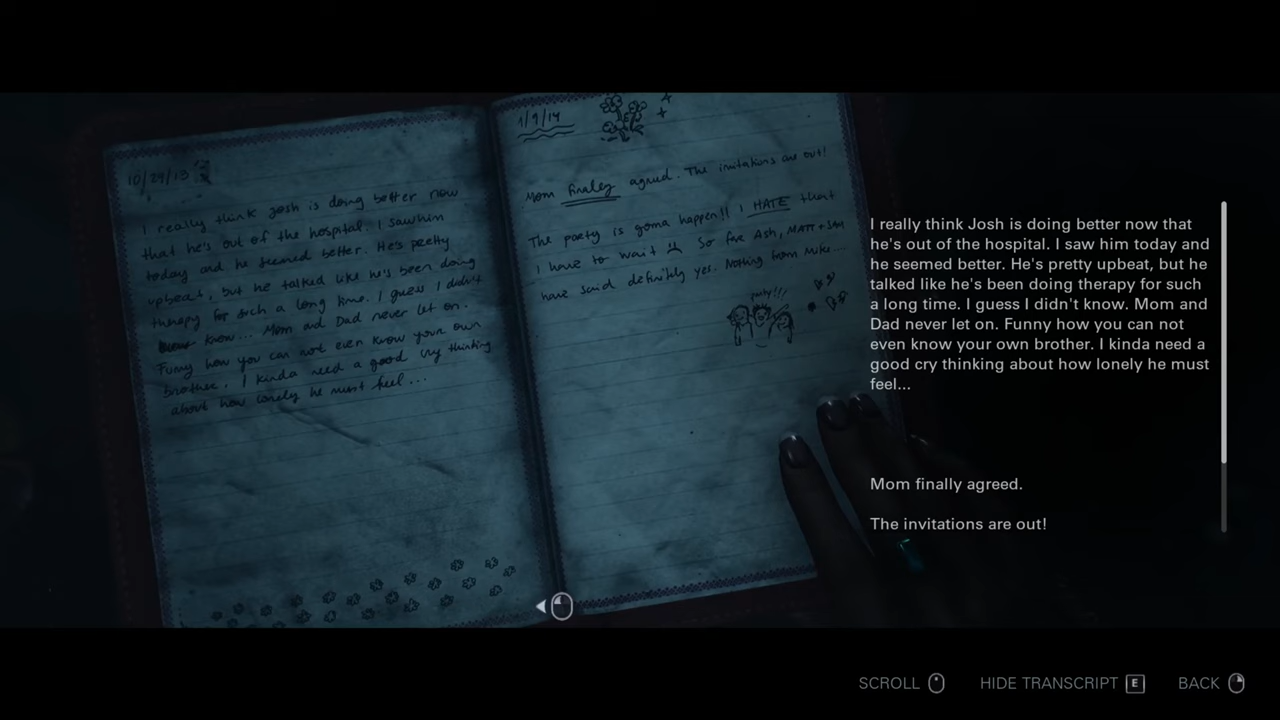 10/29/13
I really think Josh is doing better now
that he's out of the hospital. I saw him
today and he seemed better. He's pretty
upbeat, but he talked like he's been doing
therapy for such a long time. I guess I didn't
know... Mom and Dad never let on.
Funny how you can not even know your own
brother. I kinda need a good cry thinking
about how lonely he must feel...
1/9/14
Mom finally agreed. The invitations are out!
The party is gonna happen!! I HATE that
I have to wait So far Ash, MATT + SAM
have said definitely yes. Nothing from Mike...
party!!!
I really think Josh is doing better now that
he's out of the hospital. I saw him today and
he seemed better. He's pretty upbeat, but he
talked like he's been doing therapy for such
a long time. I guess I didn't know. Mom and
Dad never let on. Funny how you can not
even know your own brother. I kinda need a
good cry thinking about how lonely he must
feel...
Mom finally agreed.
The invitations are out!
SCROLL HIDE TRANSCRIPT E BACK